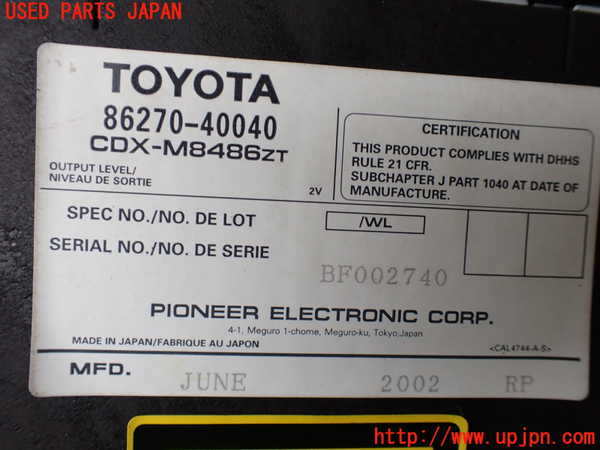 USED PARTS JAPAN
TOYOTA
86270-40040
CDX-M8486ZT
OUTPUT LEVEL/
NIVEAU DE SORTIE
2V
CERTIFICATION
THIS PRODUCT COMPLIES WITH DHHS
RULE 21 CFR.
SUBCHAPTER J PART 1040 AT DATE OF
MANUFACTURE.
SPEC NO./NO. DE LOT
/WL
SERIAL NO./NO. DE SERIE
BF002740
PIONEER ELECTRONIC CORP.
4-1, Meguro 1-chome, Meguro-ku, Tokyo, Japan
MADE IN JAPAN/FABRIQUE AU JAPON
<CAL4744-A-S>
MFD. JUNE 2002 RP
http://www.upjpn.com